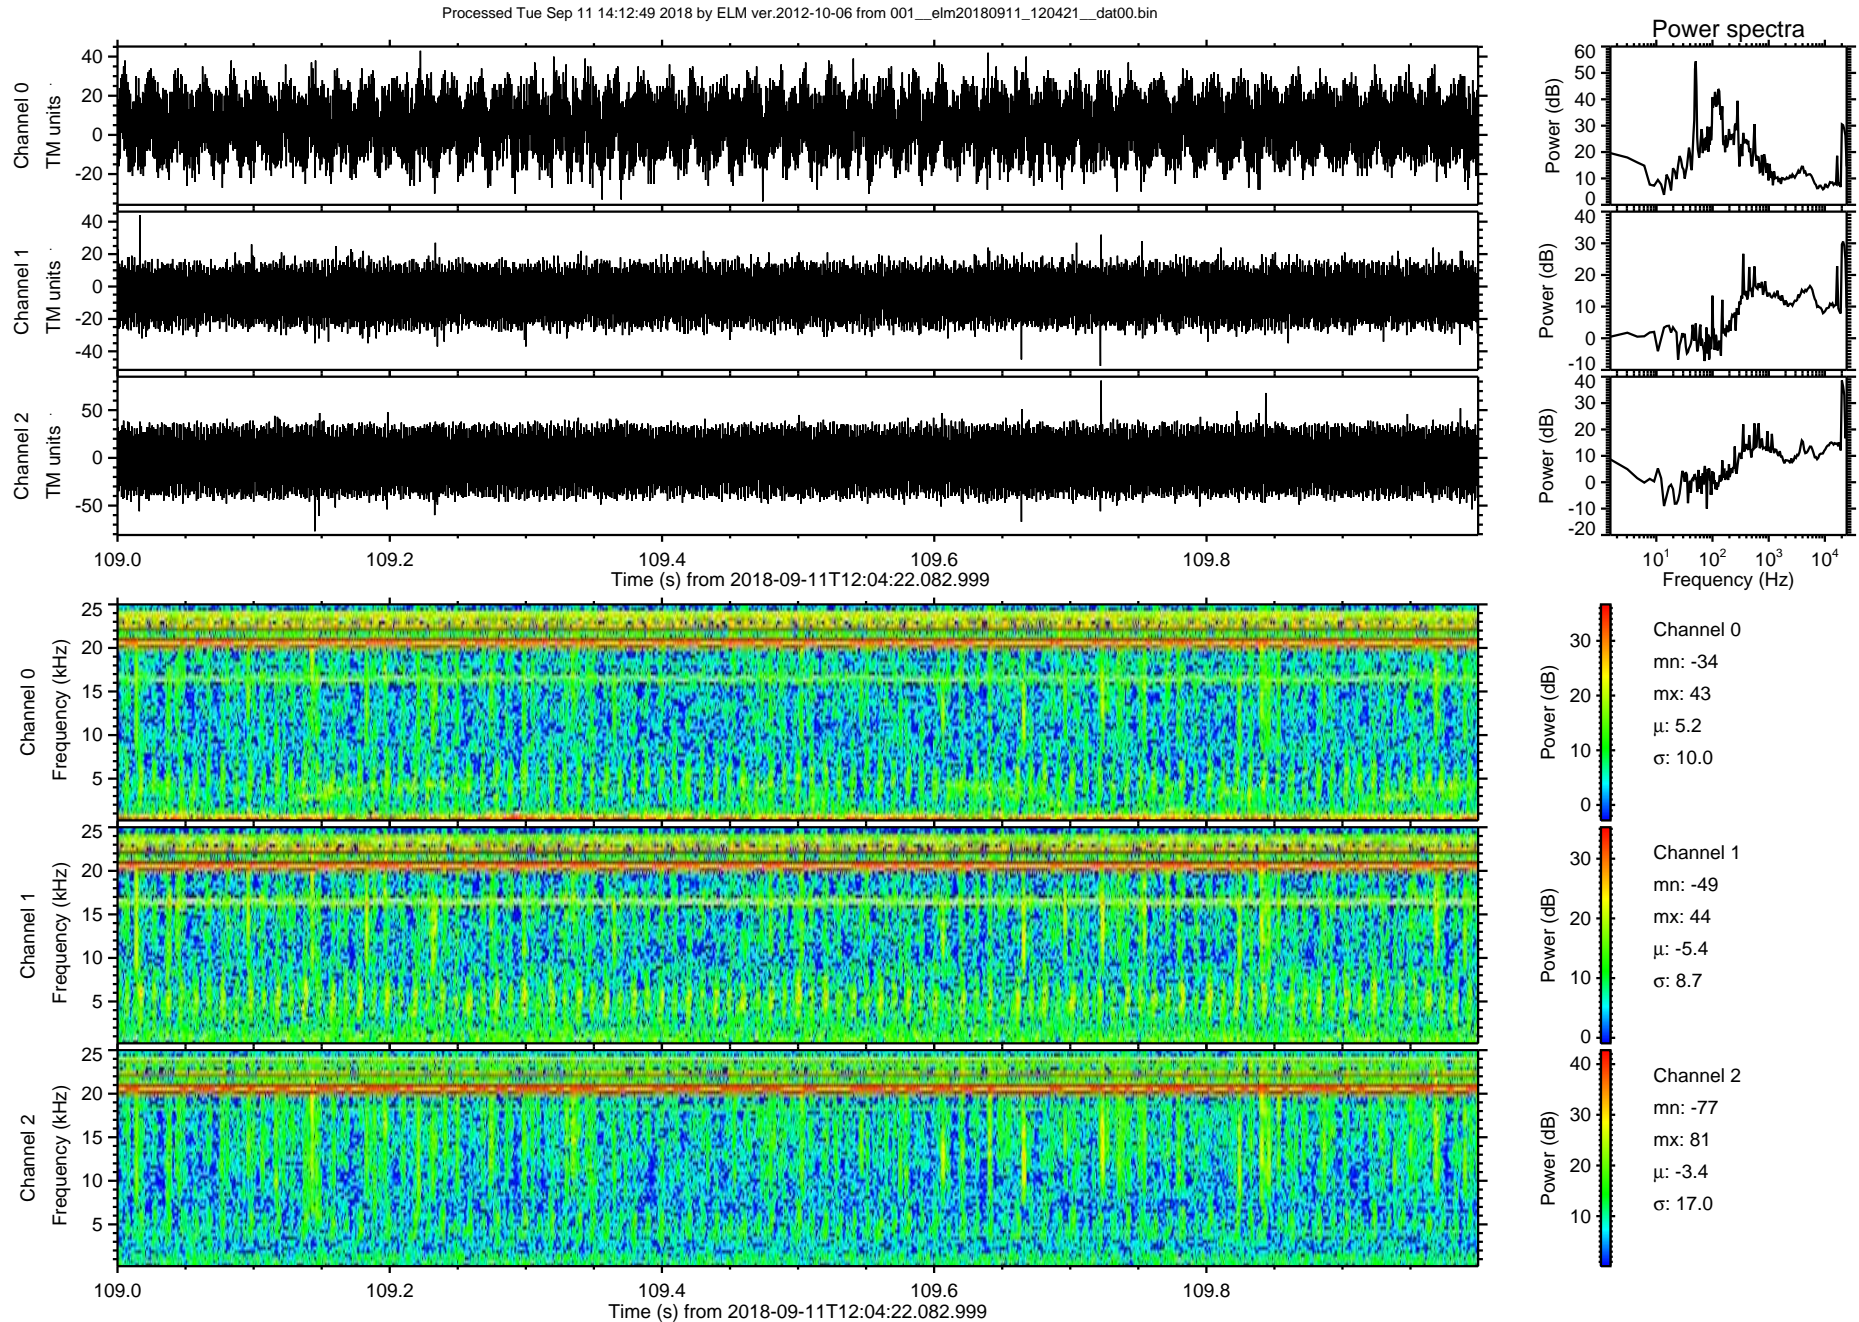 Processed Tue Sep 11 14:12:49 2018 by ELM ver.2012-10-06 from 001__elm20180911_120421__dat00.bin
Power spectra
Channel 0
TM units
40
20
0
-20
Power (dB)
60
50
40
30
20
10
0
Channel 1
TM units
40
20
0
-20
-40
Power (dB)
40
30
20
10
0
-10
Channel 2
TM units
50
0
-50
Power (dB)
40
30
20
10
0
-10
-20
109.0
109.2
109.4
109.6
109.8
Time (s) from 2018-09-11T12:04:22.082.999
10^1
10^2
10^3
10^4
Frequency (Hz)
Channel 0
Frequency (kHz)
25
20
15
10
5
Power (dB)
30
20
10
0
Channel 0
mn: -34
mx: 43
μ: 5.2
σ: 10.0
Channel 1
Frequency (kHz)
25
20
15
10
5
Power (dB)
30
20
10
0
Channel 1
mn: -49
mx: 44
μ: -5.4
σ: 8.7
Channel 2
Frequency (kHz)
25
20
15
10
5
Power (dB)
40
30
20
10
Channel 2
mn: -77
mx: 81
μ: -3.4
σ: 17.0
109.0
109.2
109.4
109.6
109.8
Time (s) from 2018-09-11T12:04:22.082.999